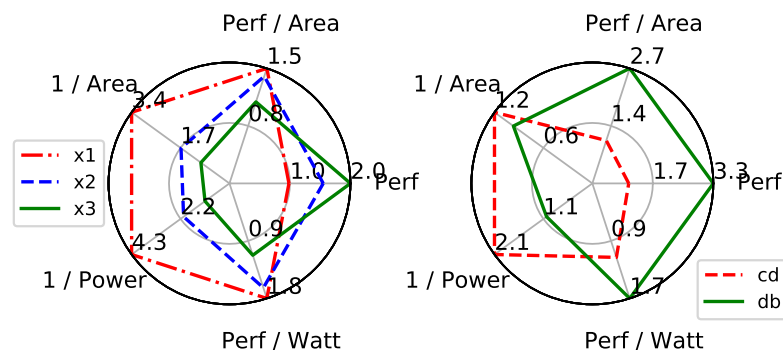 Perf / Area
1.5
1 / Area
3.4
0.8
1.7
x1
x2
x3
1.0
2.0
Perf
2.2
0.9
4.3
1 / Power
1.8
Perf / Watt
Perf / Area
2.7
1 / Area
1.2
1.4
0.6
1.7
3.3
Perf
1.1
0.9
2.1
1 / Power
1.7
cd
db
Perf / Watt